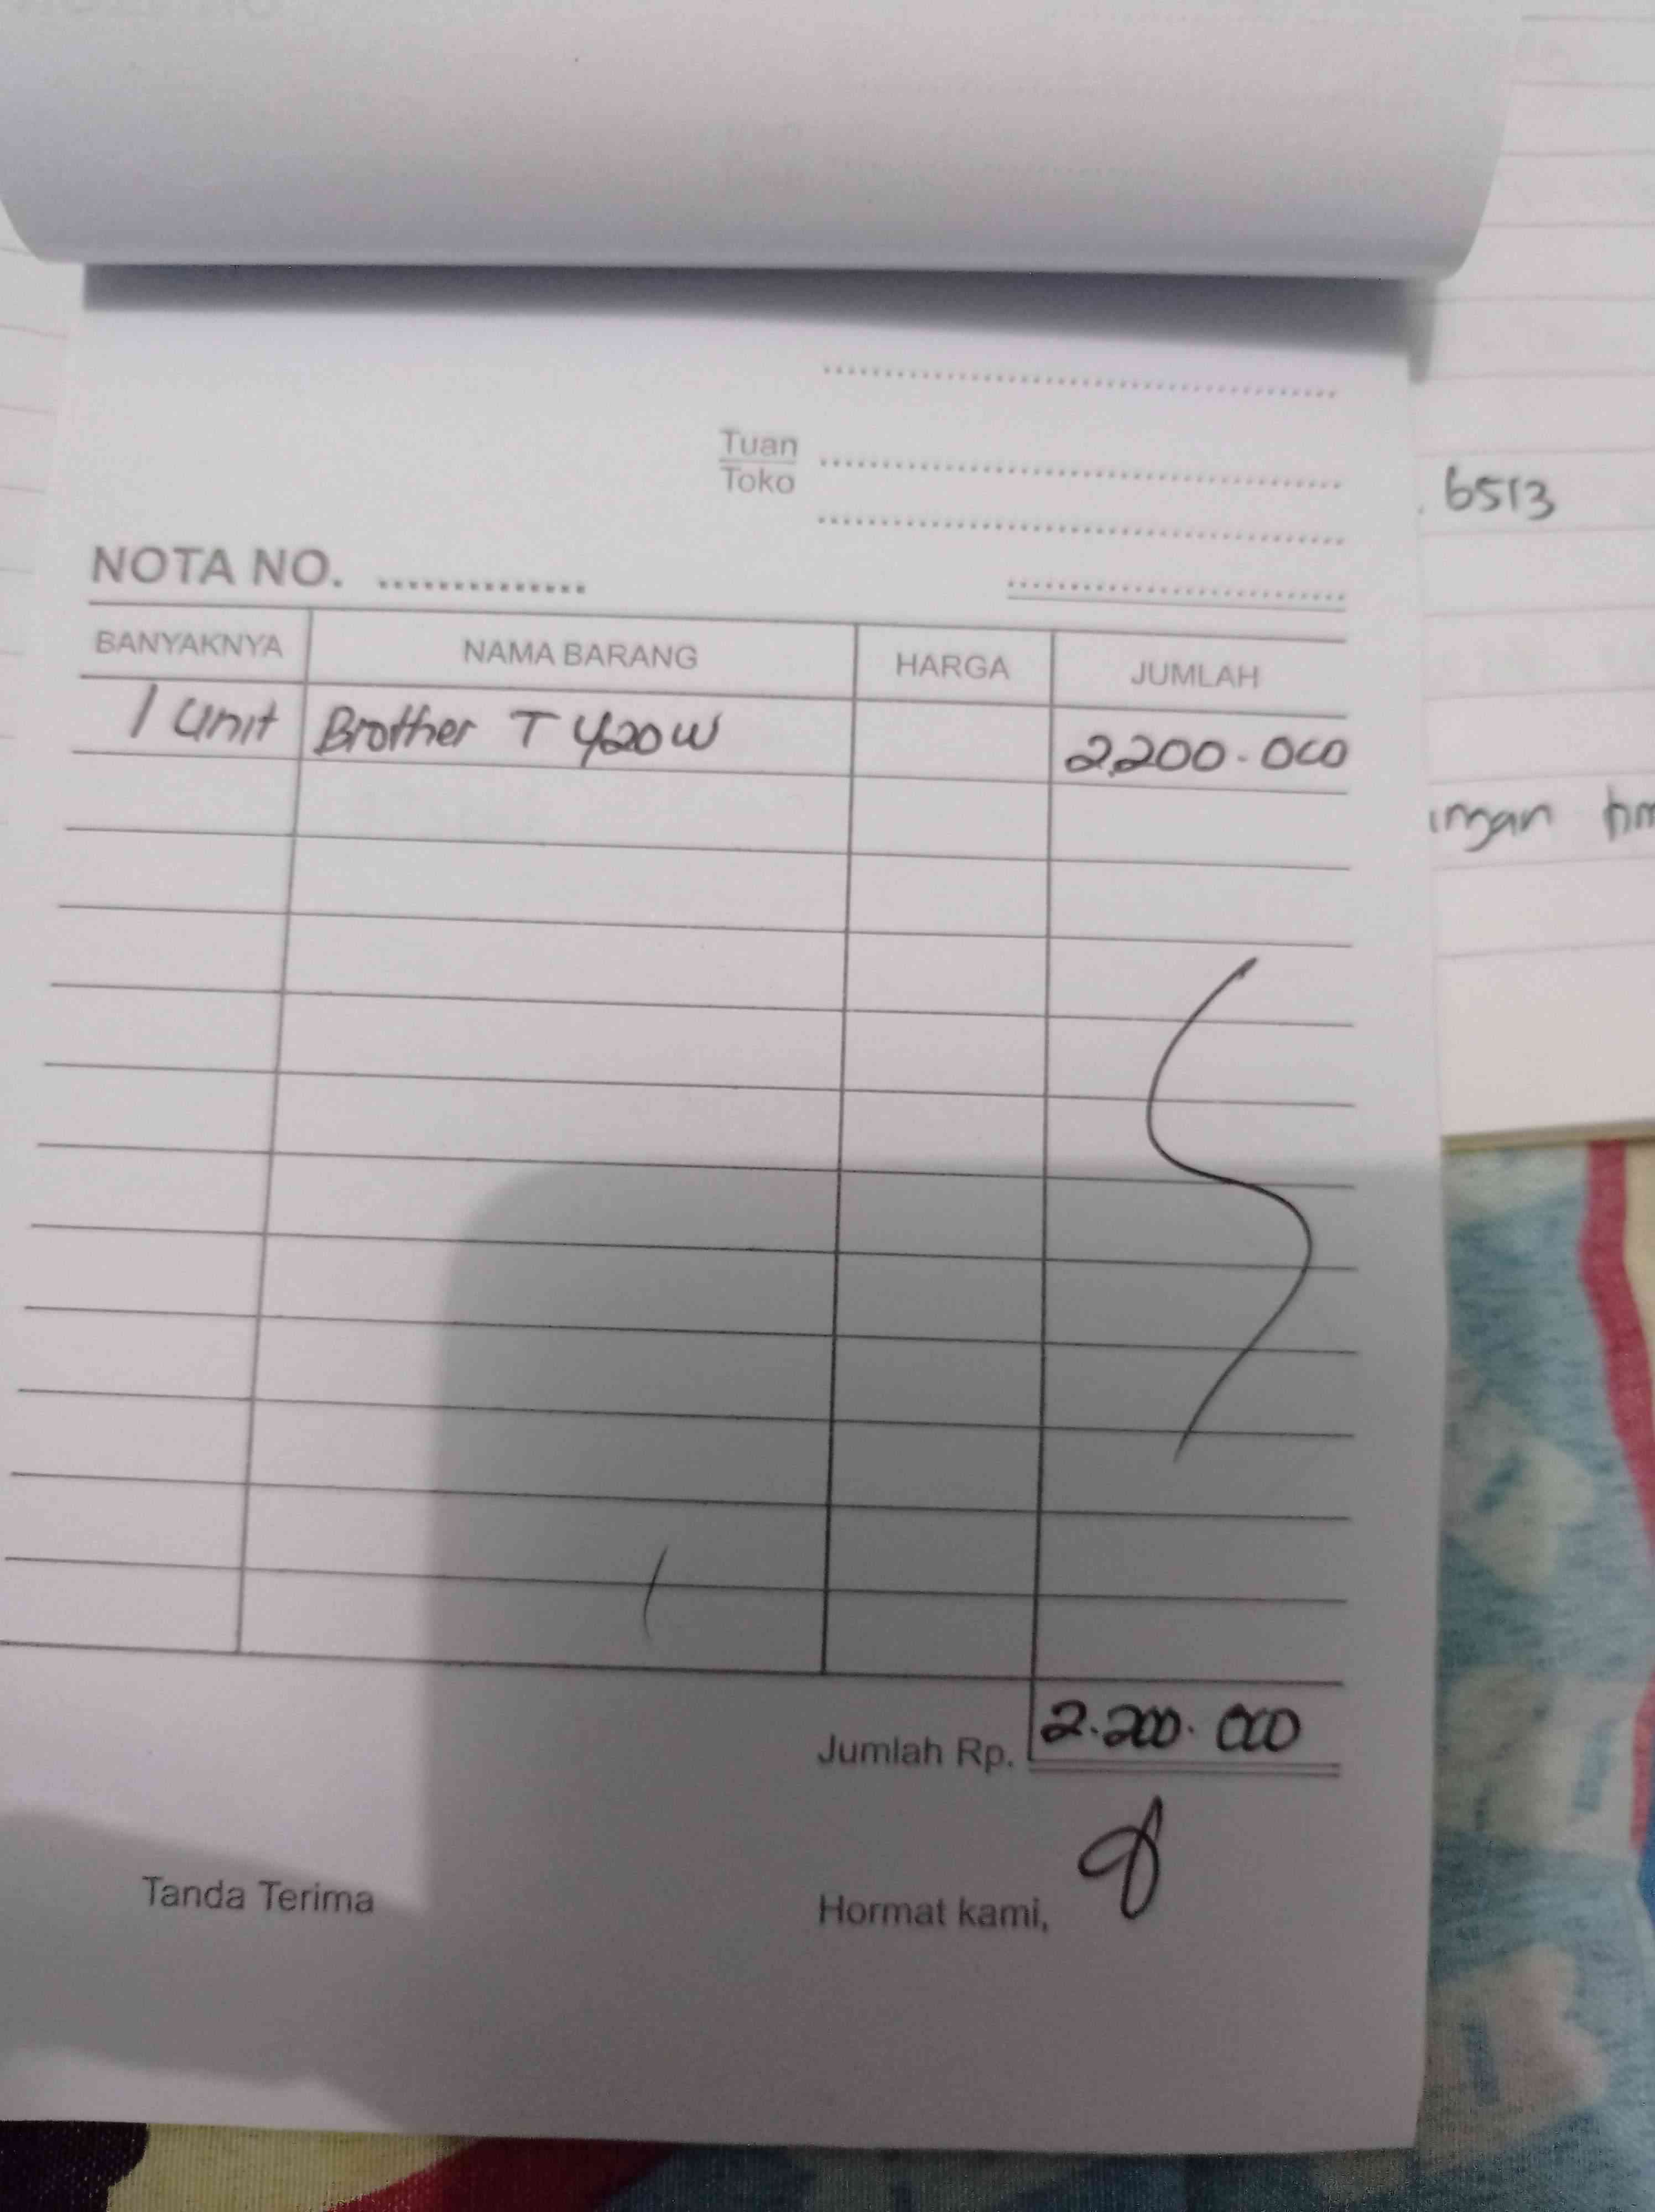 Tuan
Toko
6513
NOTA NO. ..............
BANYAKNYA NAMA BARANG HARGA JUMLAH
1 Unit Brother T 420W 2.200.000
Jumlah Rp. 2.200.000
Tanda Terima Hormat kami,